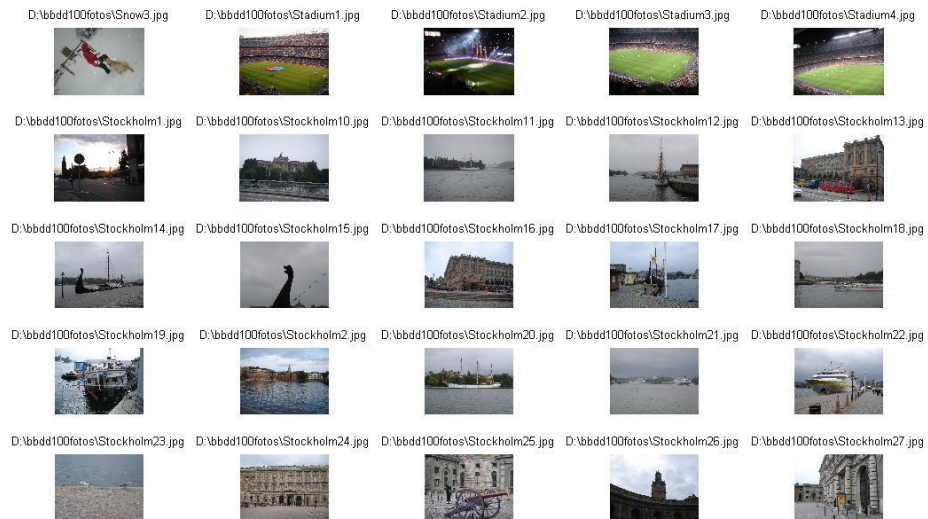 D:\bbdd100fotos\Snow3.jpg D:\bbdd100fotos\Stadium1.jpg D:\bbdd100fotos\Stadium2.jpg D:\bbdd100fotos\Stadium3.jpg D:\bbdd100fotos\Stadium4.jpg
D:\bbdd100fotos\Stockholm1.jpg D:\bbdd100fotos\Stockholm10.jpg D:\bbdd100fotos\Stockholm11.jpg D:\bbdd100fotos\Stockholm12.jpg D:\bbdd100fotos\Stockholm13.jpg
D:\bbdd100fotos\Stockholm14.jpg D:\bbdd100fotos\Stockholm15.jpg D:\bbdd100fotos\Stockholm16.jpg D:\bbdd100fotos\Stockholm17.jpg D:\bbdd100fotos\Stockholm18.jpg
D:\bbdd100fotos\Stockholm19.jpg D:\bbdd100fotos\Stockholm2.jpg D:\bbdd100fotos\Stockholm20.jpg D:\bbdd100fotos\Stockholm21.jpg D:\bbdd100fotos\Stockholm22.jpg
D:\bbdd100fotos\Stockholm23.jpg D:\bbdd100fotos\Stockholm24.jpg D:\bbdd100fotos\Stockholm25.jpg D:\bbdd100fotos\Stockholm26.jpg D:\bbdd100fotos\Stockholm27.jpg